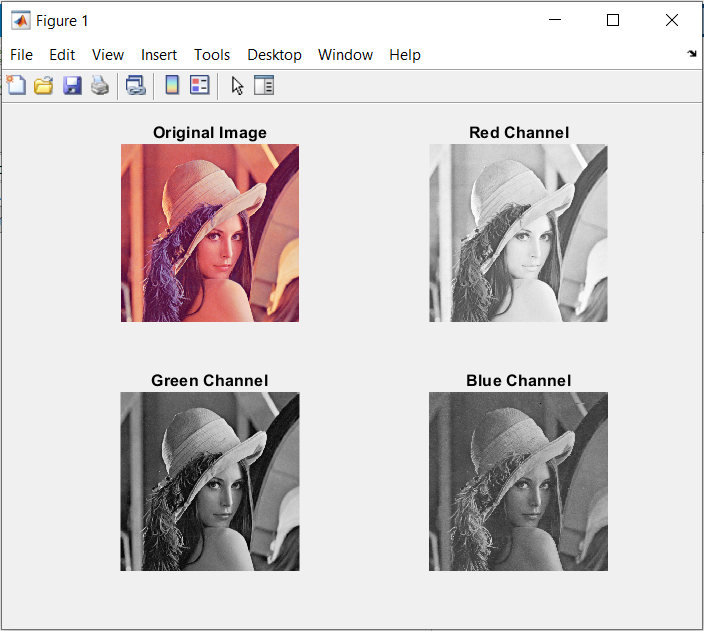 Figure 1
File Edit View Insert Tools Desktop Window Help
Original Image
Red Channel
Green Channel
Blue Channel